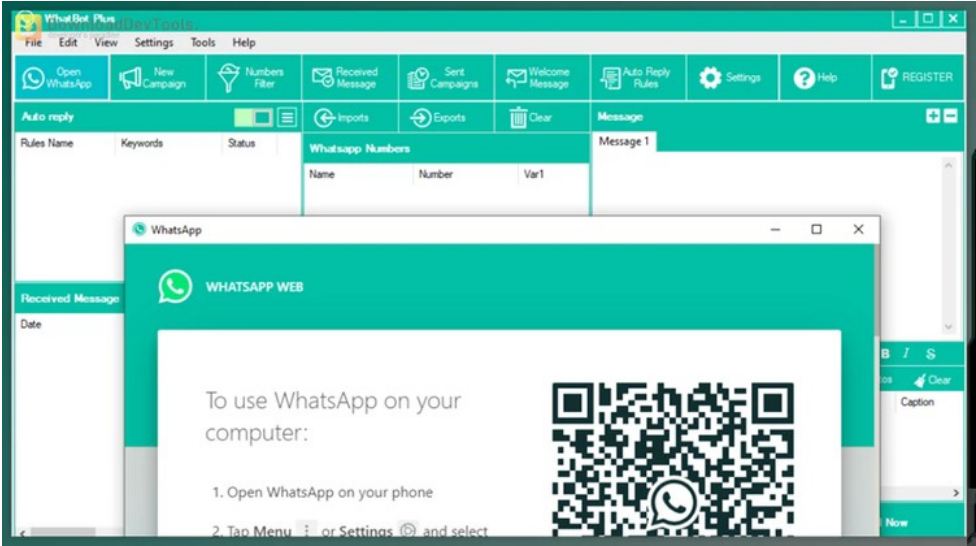 WhatBot Plus
DownloadDevTools.
developer's paradise
File Edit View Settings Tools Help
Open WhatsApp
New Campaign
Numbers Filter
Received Message
Sent Campaigns
Welcome Message
Auto Reply Rules
Settings
Help
REGISTER
Auto reply
Imports
Exports
Clear
Message
Rules Name Keywords Status
Whatsapp Numbers
Message 1
Name Number Var1
WhatsApp
WHATSAPP WEB
Received Message
Date
B I S
Clear
Caption
To use WhatsApp on your
computer:
1. Open WhatsApp on your phone
2. Tap Menu or Settings and select
Now